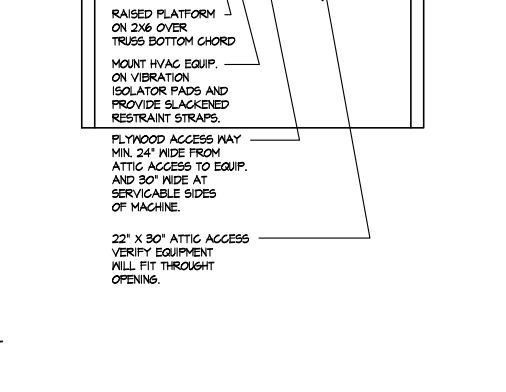 RAISED PLATFORM
ON 2X6 OVER
TRUSS BOTTOM CHORD
MOUNT HVAC EQUIP.
ON VIBRATION
ISOLATOR PADS AND
PROVIDE SLACKENED
RESTRAINT STRAPS.
PLYWOOD ACCESS WAY
MIN. 24" WIDE FROM
ATTIC ACCESS TO EQUIP.
AND 30" WIDE AT
SERVICABLE SIDES
OF MACHINE.
22" X 30" ATTIC ACCESS
VERIFY EQUIPMENT
WILL FIT THROUGHT
OPENING.